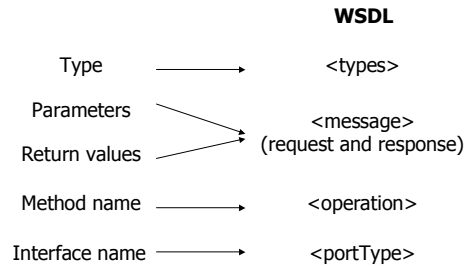 WSDL
Type
<types>
Parameters
Return values
<message>
(request and response)
Method name
<operation>
Interface name
<portType>